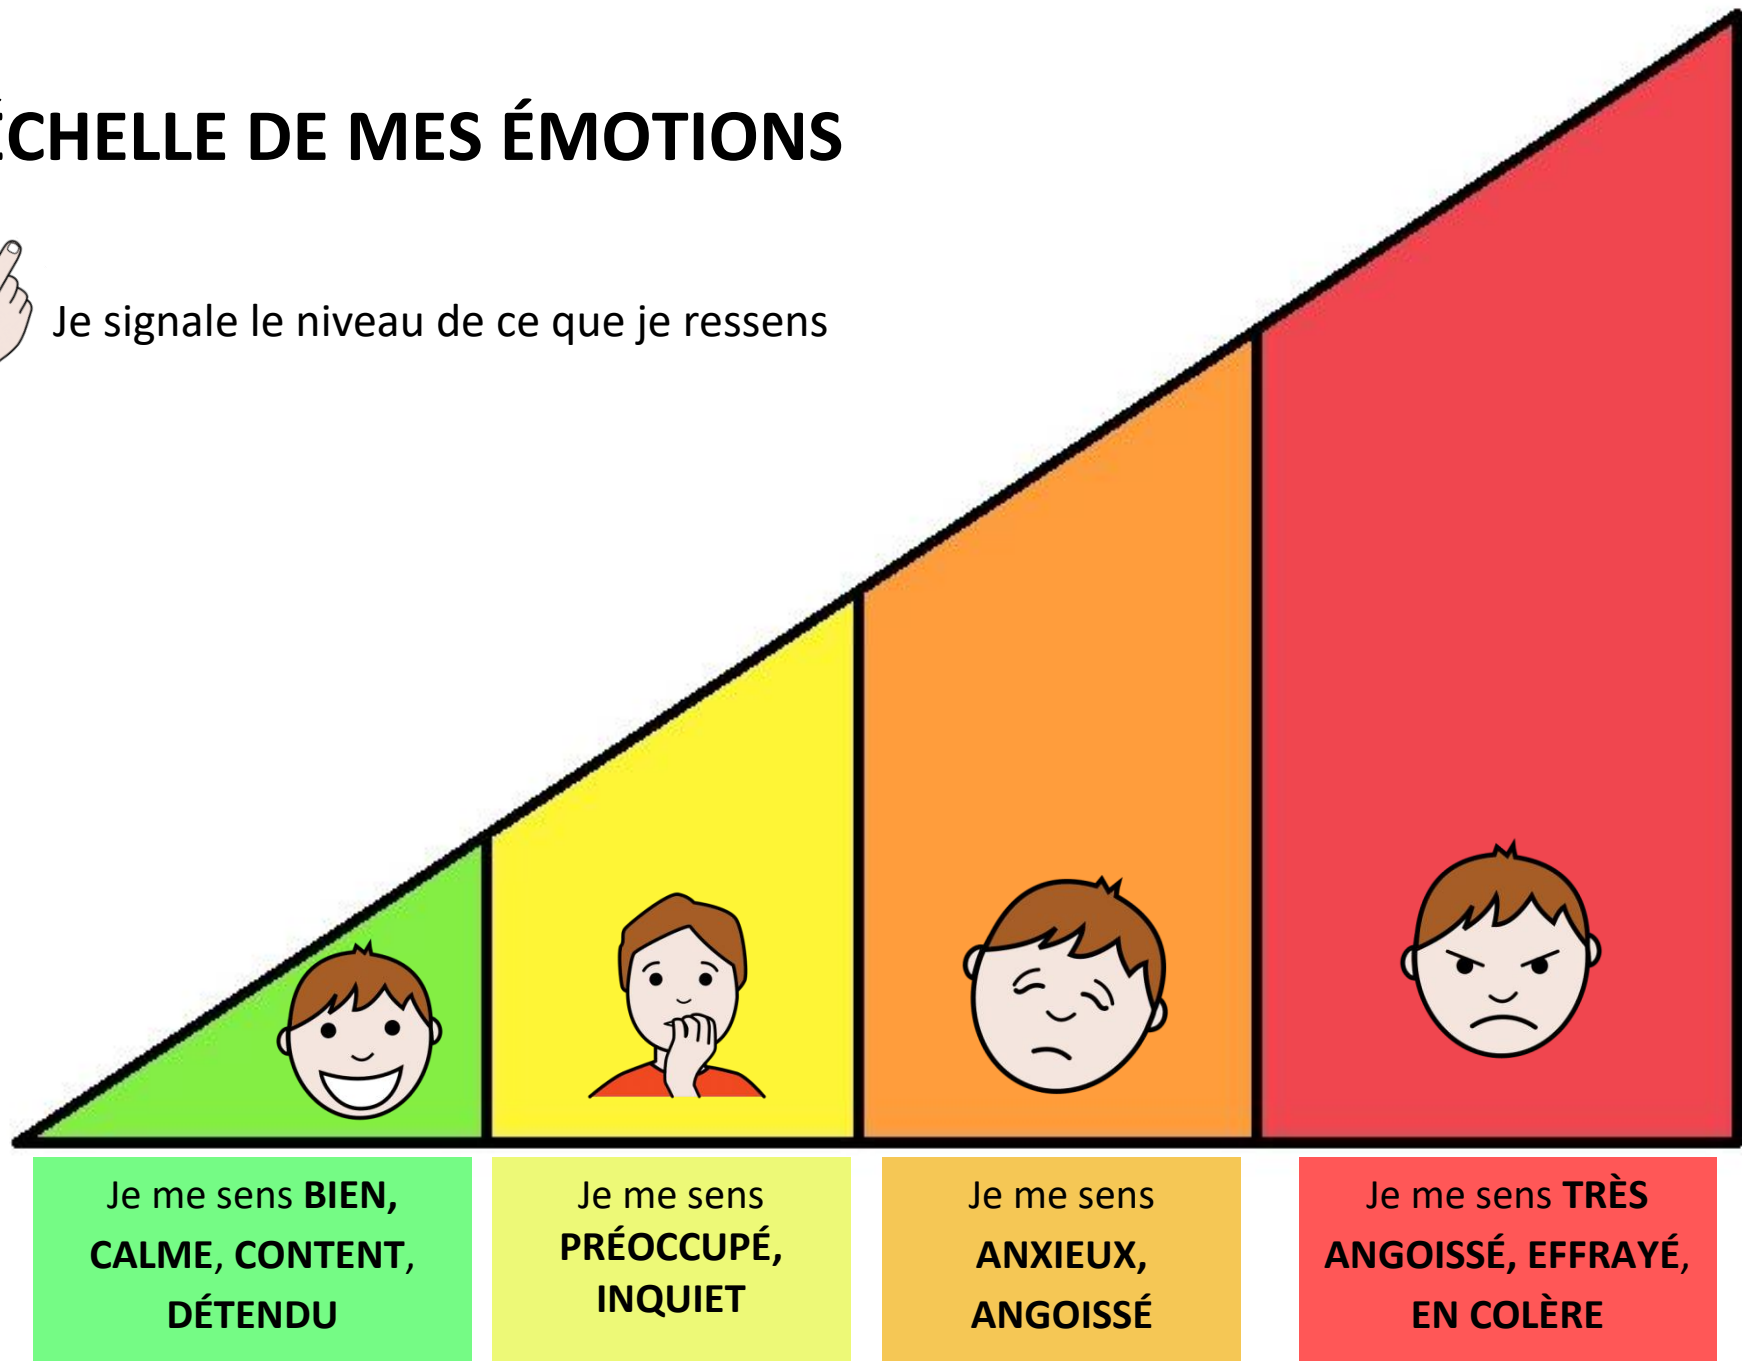 ÉCHELLE DE MES ÉMOTIONS
Je signale le niveau de ce que je ressens
Je me sens BIEN,
CALME, CONTENT,
DÉTENDU
Je me sens
PRÉOCCUPÉ,
INQUIET
Je me sens
ANXIEUX,
ANGOISSÉ
Je me sens TRÈS
ANGOISSÉ, EFFRAYÉ,
EN COLÈRE